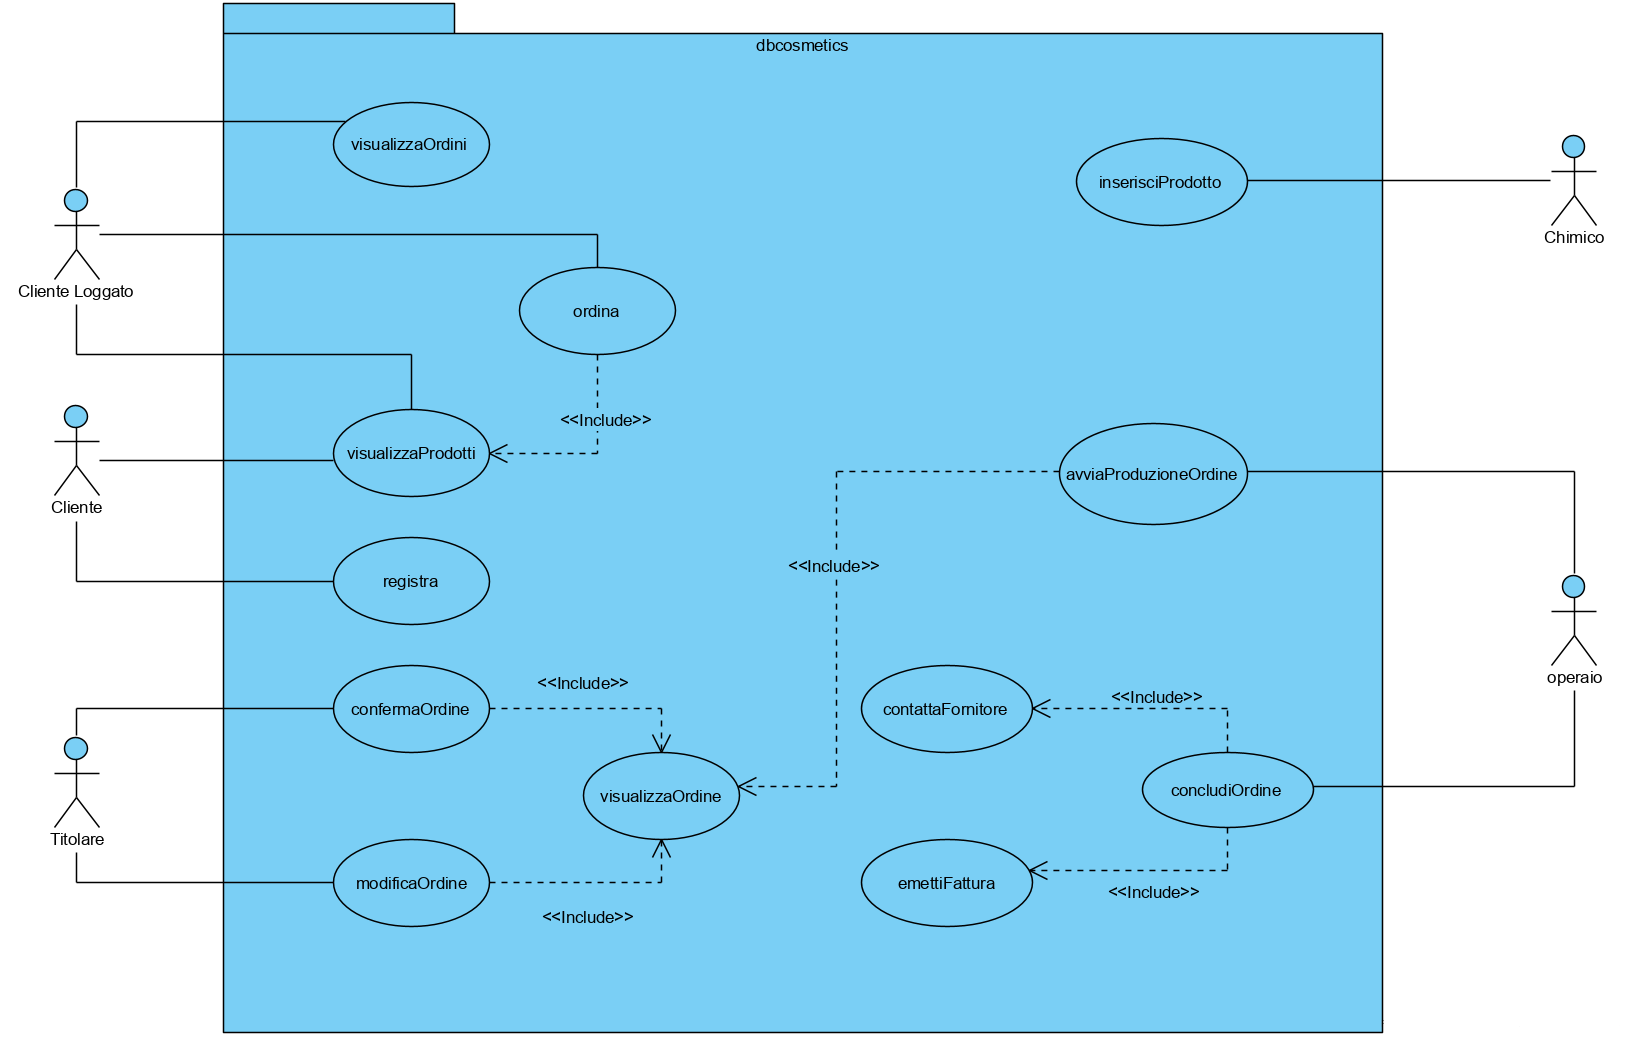 dbcosmetics
visualizzaOrdini
inserisciProdotto
Chimico
Cliente Loggato
ordina
<<Include>>
visualizzaProdotti
avviaProduzioneOrdine
Cliente
<<Include>>
registra
operaio
<<Include>>
<<Include>>
confermaOrdine
contattaFornitore
visualizzaOrdine
concludiOrdine
Titolare
modificaOrdine
emettiFattura
<<Include>>
<<Include>>